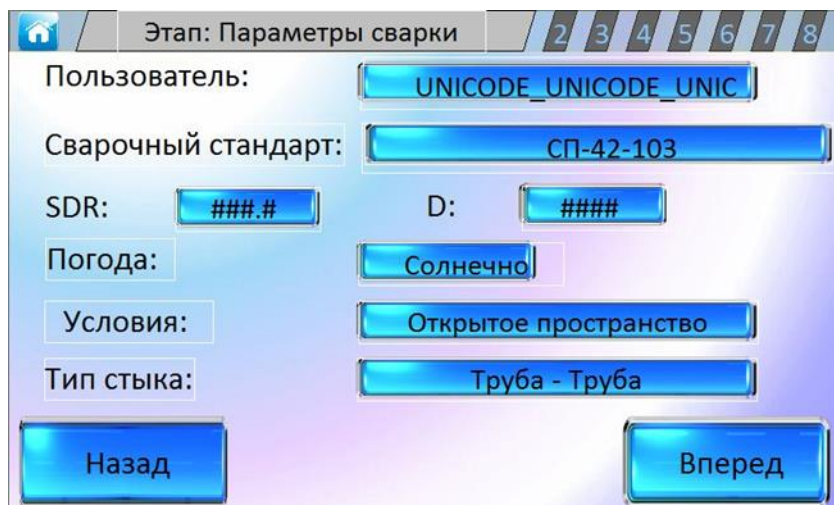 Этап: Параметры сварки 2 3 4 5 6 7 8
Пользователь: UNICODE_UNICODE_UNIC
Сварочный стандарт: СП-42-103
SDR: ###.# D: ####
Погода: Солнечно
Условия: Открытое пространство
Тип стыка: Труба - Труба
Назад Вперед